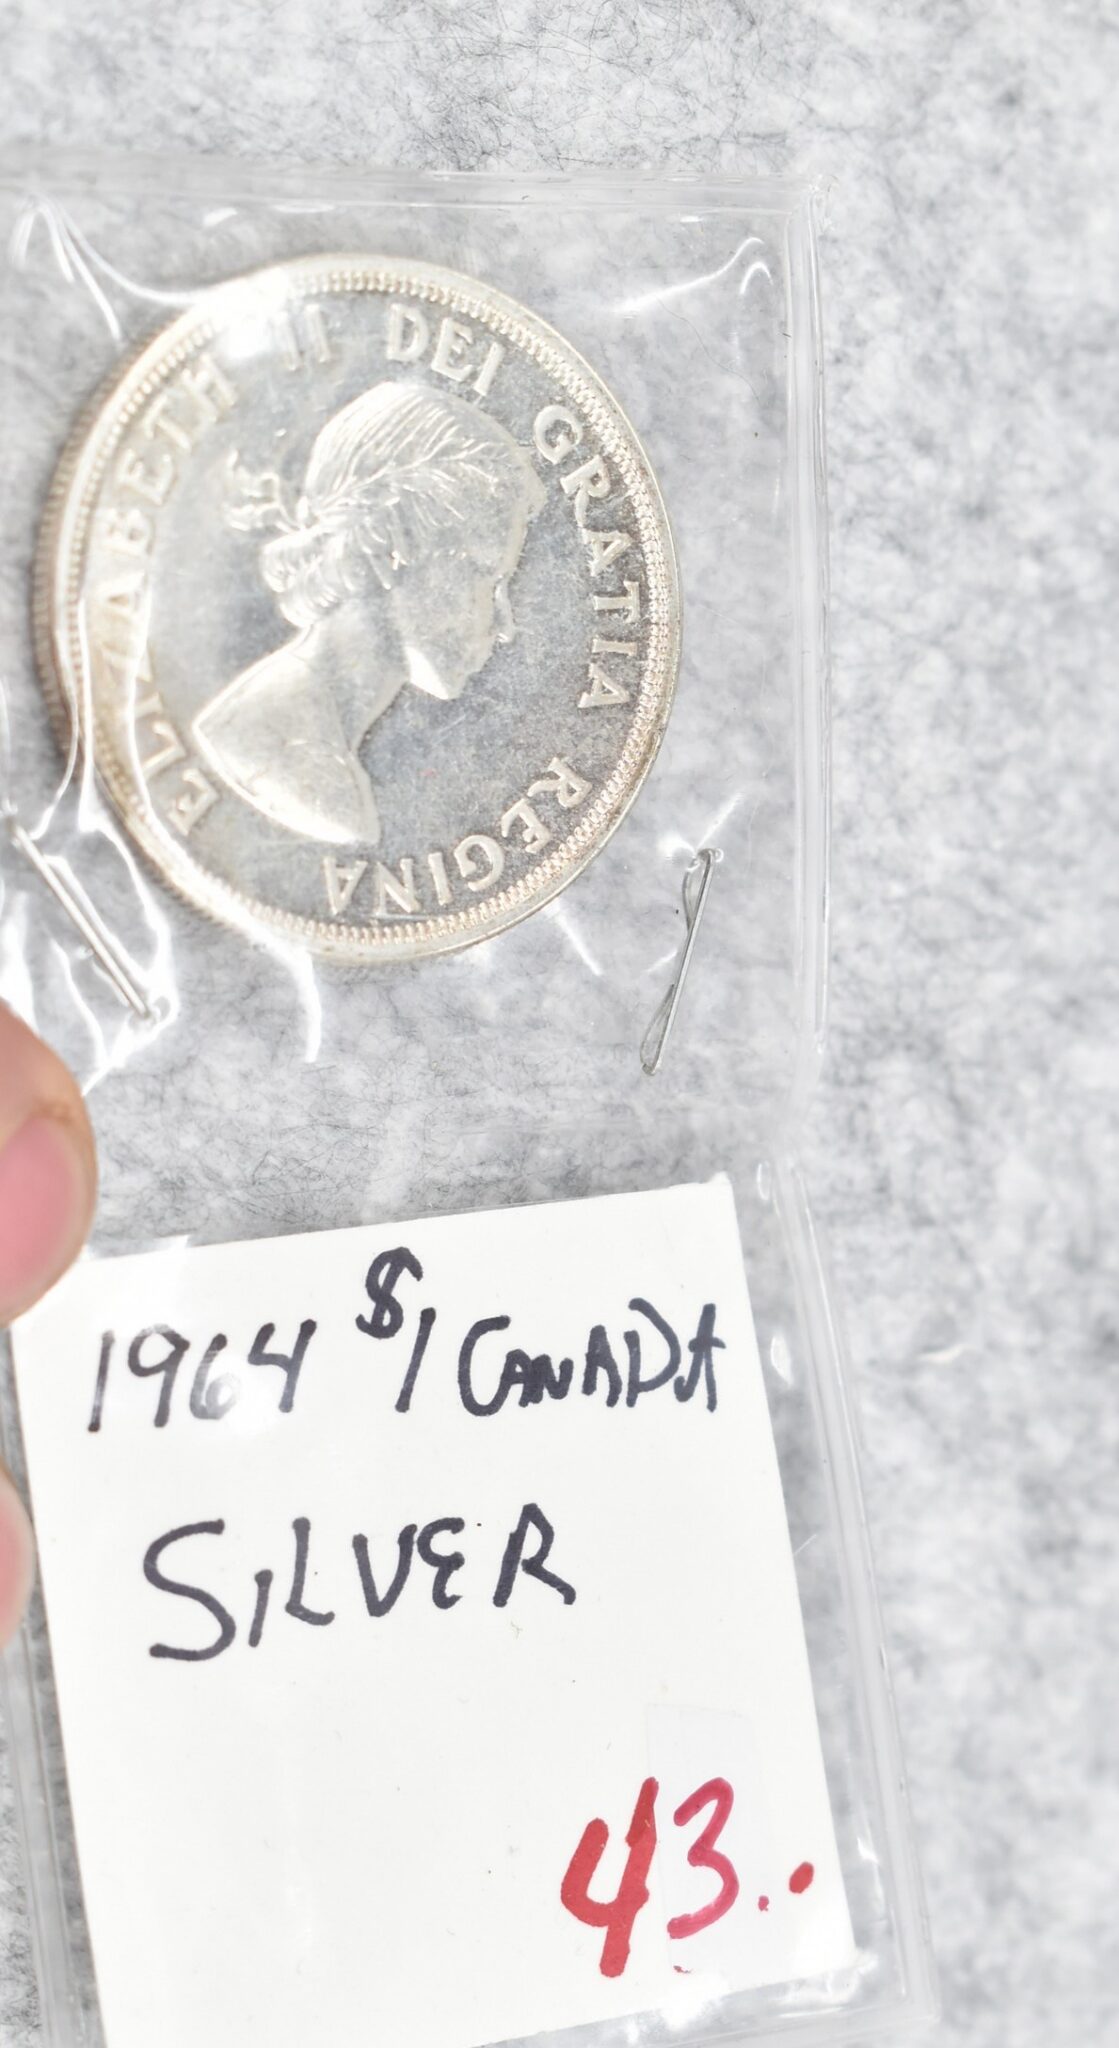 ELIZABETH II DEI GRATIA REGINA
1964 $1 CANADA
SILVER
43..